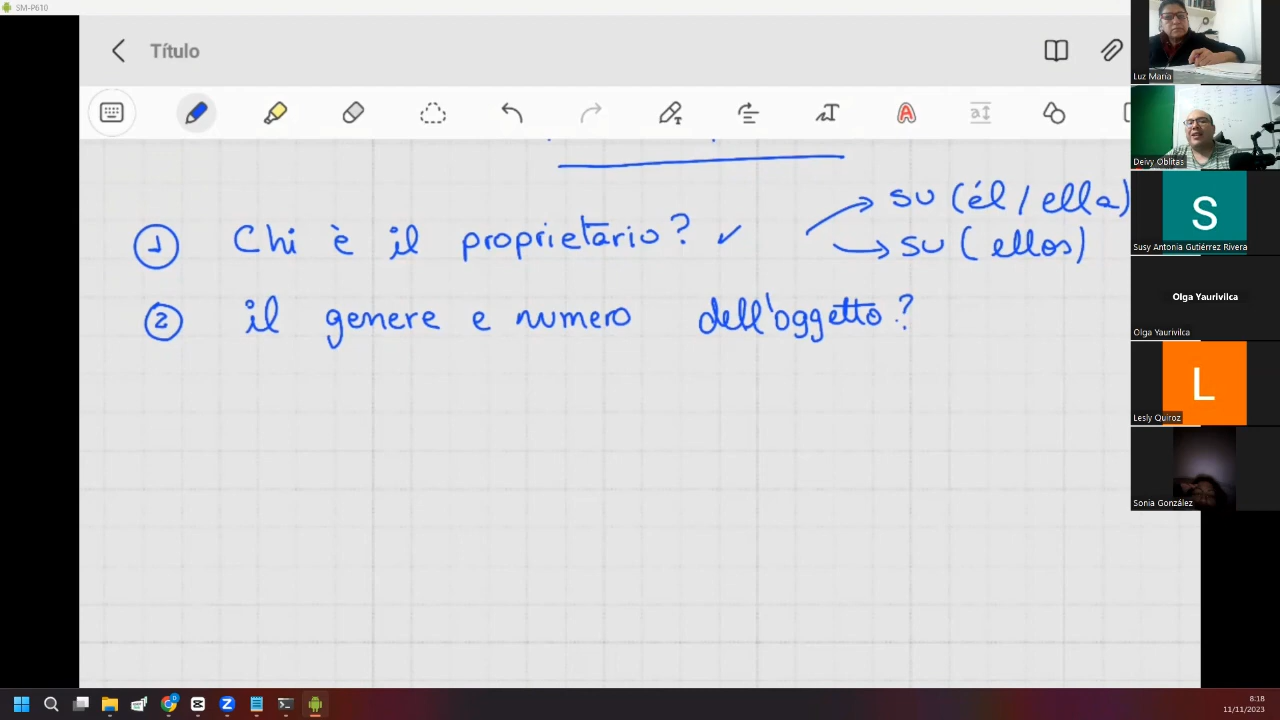 SM-P610
Título
su (él / ella)
1 Chi è il proprietario? ✓
su (ellos)
2 il genere e numero dell'oggetto?
Luz María
Deivy Oblitas
S
Susy Antonia Gutiérrez Rivera
Olga Yaurivilca
Olga Yaurivilca
L
Lesly Quiroz
Sonia González
8:18
11/11/2023